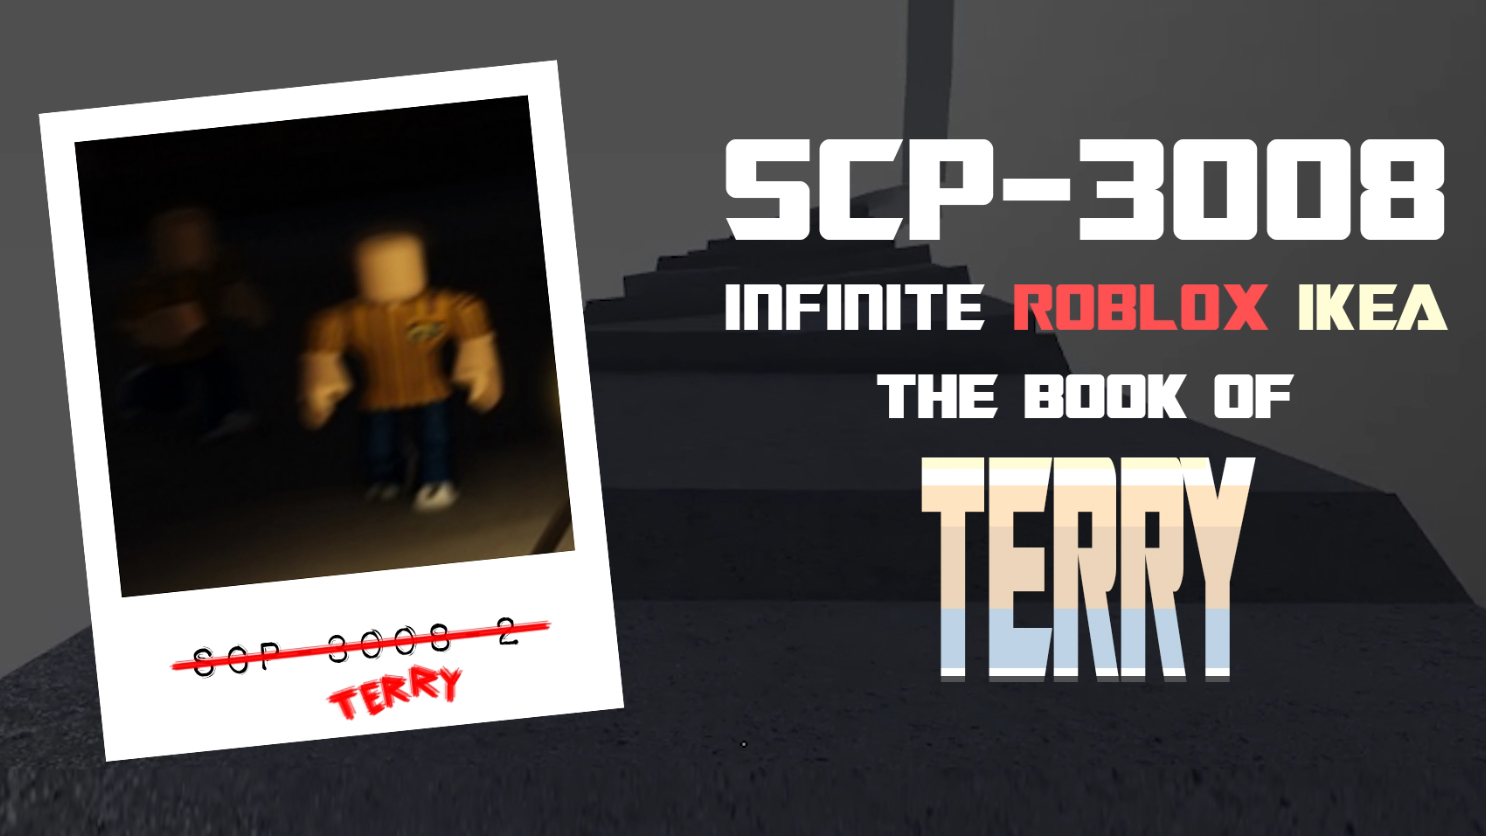 SCP-3008
INFINITE ROBLOX IKEA
THE BOOK OF
TERRY
SCP 3008 2
TERRY